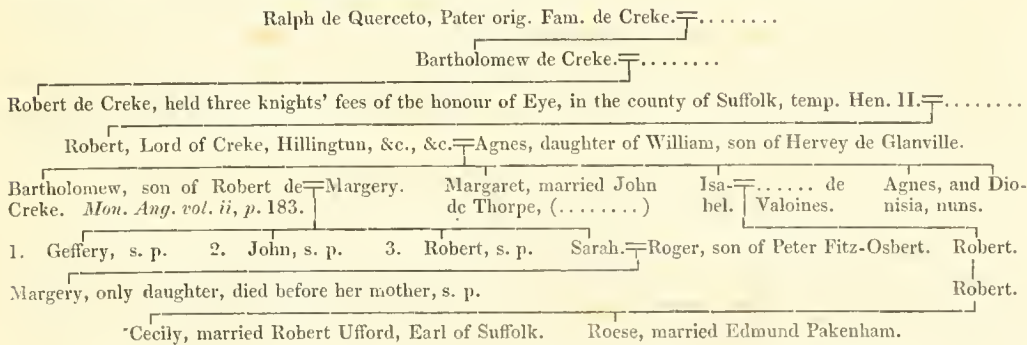 Ralph de Querceto, Pater orig. Fam. de Creke.=........
Bartholomew de Creke.=........
Robert de Creke, held three knights' fees of the honour of Eye, in the county of Suffolk, temp. Hen. II.=........
Robert, Lord of Creke, Hillingtun, &c., &c.=Agnes, daughter of William, son of Hervey de Glanville.
Bartholomew, son of Robert de=Margery. Margaret, married John Isa-=...... de Agnes, and Dio-
Creke. Mon. Ang. vol. ii, p. 183. de Thorpe, (........) bel. Valoines. nisia, nuns.
1. Geffery, s. p. 2. John, s. p. 3. Robert, s. p. Sarah.=Roger, son of Peter Fitz-Osbert. Robert.
Margery, only daughter, died before her mother, s. p. Robert.
Cecily, married Robert Ufford, Earl of Suffolk. Roese, married Edmund Pakenham.